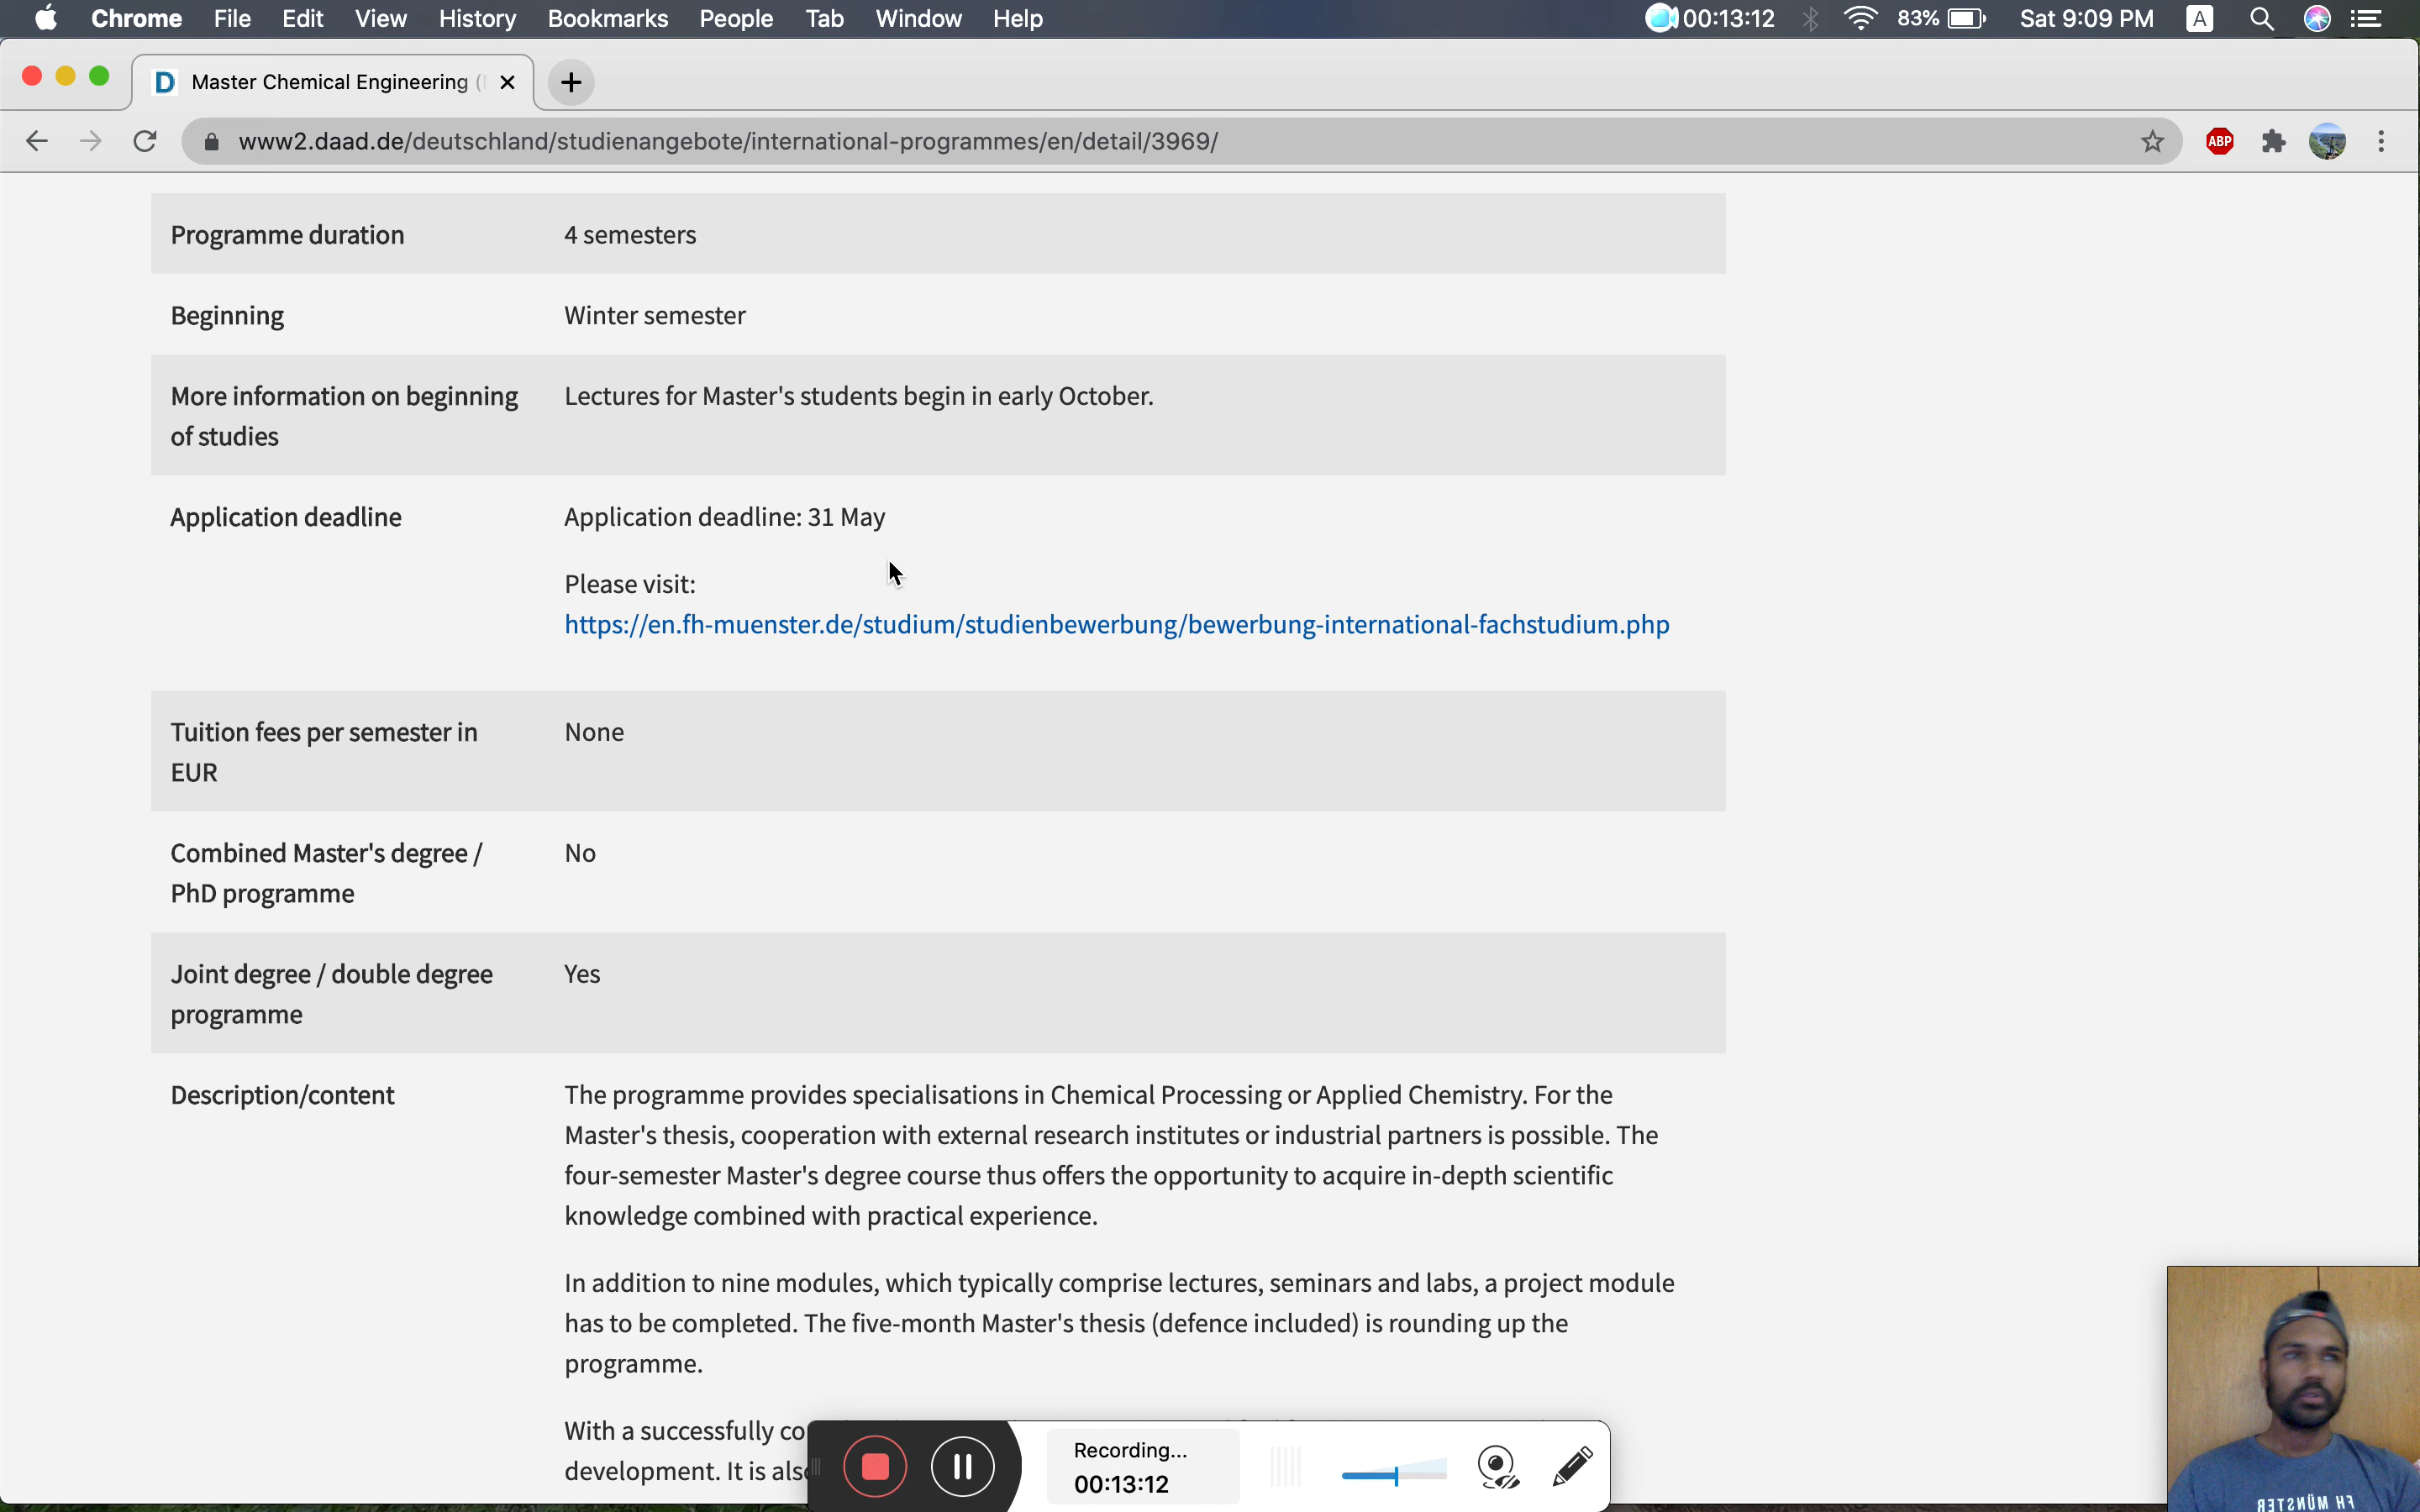 Chrome File Edit View History Bookmarks People Tab Window Help 00:13:12 83% Sat 9:09 PM A
D Master Chemical Engineering (
www2.daad.de/deutschland/studienangebote/international-programmes/en/detail/3969/ ABP
Programme duration 4 semesters
Beginning Winter semester
More information on beginning Lectures for Master's students begin in early October.
of studies
Application deadline Application deadline: 31 May
Please visit:
https://en.fh-muenster.de/studium/studienbewerbung/bewerbung-international-fachstudium.php
Tuition fees per semester in None
EUR
Combined Master's degree / No
PhD programme
Joint degree / double degree Yes
programme
Description/content The programme provides specialisations in Chemical Processing or Applied Chemistry. For the
Master's thesis, cooperation with external research institutes or industrial partners is possible. The
four-semester Master's degree course thus offers the opportunity to acquire in-depth scientific
knowledge combined with practical experience.
In addition to nine modules, which typically comprise lectures, seminars and labs, a project module
has to be completed. The five-month Master's thesis (defence included) is rounding up the
programme.
With a successfully
development. It is
Recording...
00:13:12
FH MÜNSTER